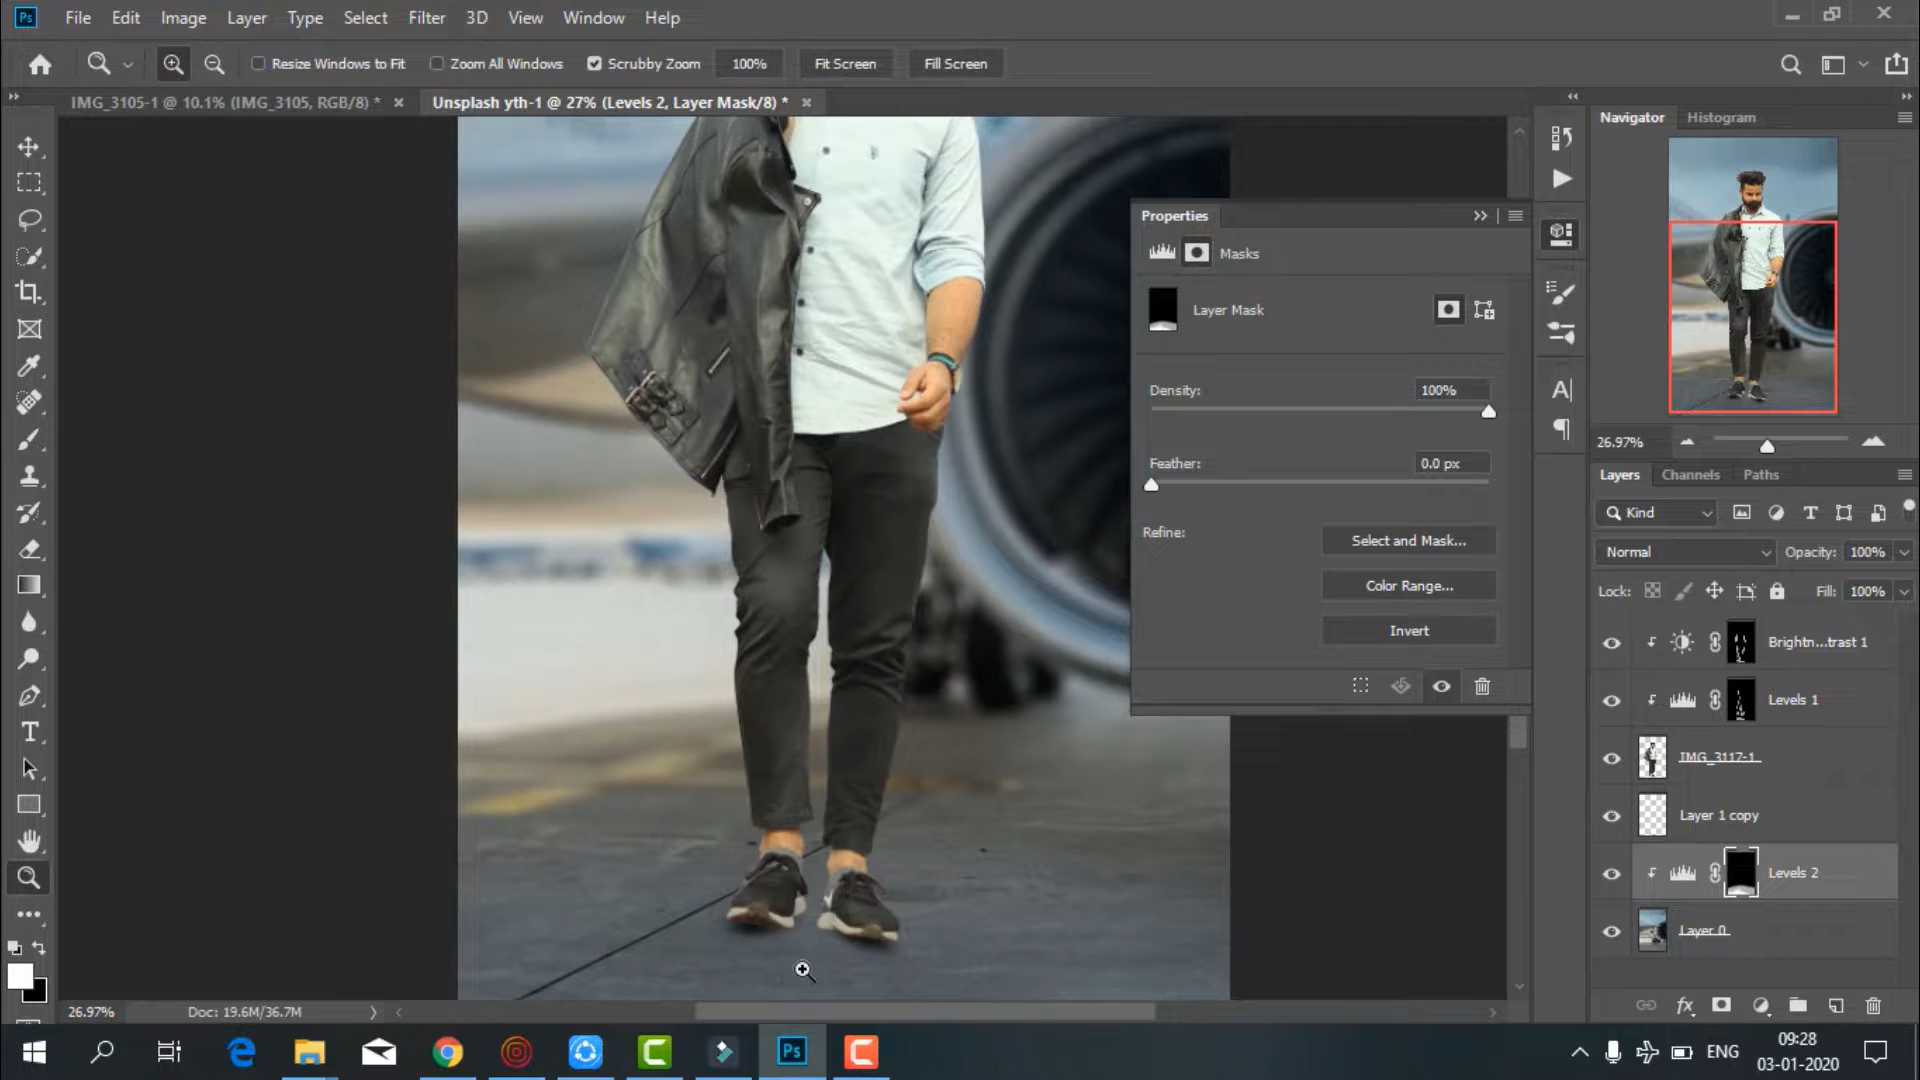 Ps File Edit Image Layer Type Select Filter 3D View Window Help
Resize Windows to Fit Zoom All Windows Scrubby Zoom 100% Fit Screen Fill Screen
IMG_3105-1 @ 10.1% (IMG_3105, RGB/8) * Unsplash yth-1 @ 27% (Levels 2, Layer Mask/8) *
Navigator Histogram
Properties
Masks
Layer Mask
Density: 100%
Feather: 0.0 px
Refine:
Select and Mask...
Color Range...
Invert
26.97%
Layers Channels Paths
Kind
Normal Opacity: 100%
Lock: Fill: 100%
Brightn...trast 1
Levels 1
IMG_3117-1
Layer 1 copy
Levels 2
Layer 0
26.97% Doc: 19.6M/36.7M
Ps
ENG
09:28
03-01-2020